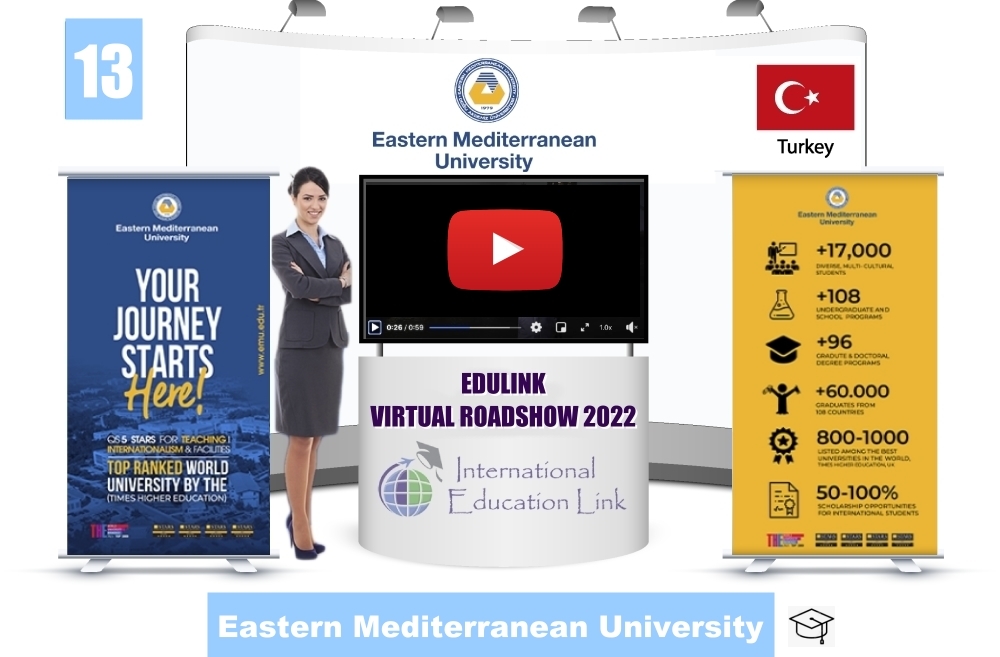 13
Eastern Mediterranean
University
Turkey
Eastern Mediterranean
University
YOUR
JOURNEY
STARTS
Here!
www.emu.edu.tr
QS 5 STARS FOR TEACHING |
INTERNATIONALISM & FACILITIES
TOP RANKED WORLD
UNIVERSITY BY THE
(TIMES HIGHER EDUCATION)
THE
0:26 / 0:59
1.0x
EDULINK
VIRTUAL ROADSHOW 2022
International
Education Link
Eastern Mediterranean
University
+17,000
DIVERSE, MULTI-CULTURAL
STUDENTS
+108
UNDERGRADUATE AND
SCHOOL PROGRAMS
+96
GRADUTE & DOCTORAL
DEGREE PROGRAMS
+60.000
GRADUATES FROM
108 COUNTRIES
800-1000
LISTED AMONG THE BEST
UNIVERSITIES IN THE WORLD,
TIMES HIGHER EDUCATION, UK
50-100%
SCHOLARSHIP OPPORTUNITIES
FOR INTERNATIONAL STUDENTS
THE
Eastern Mediterranean University